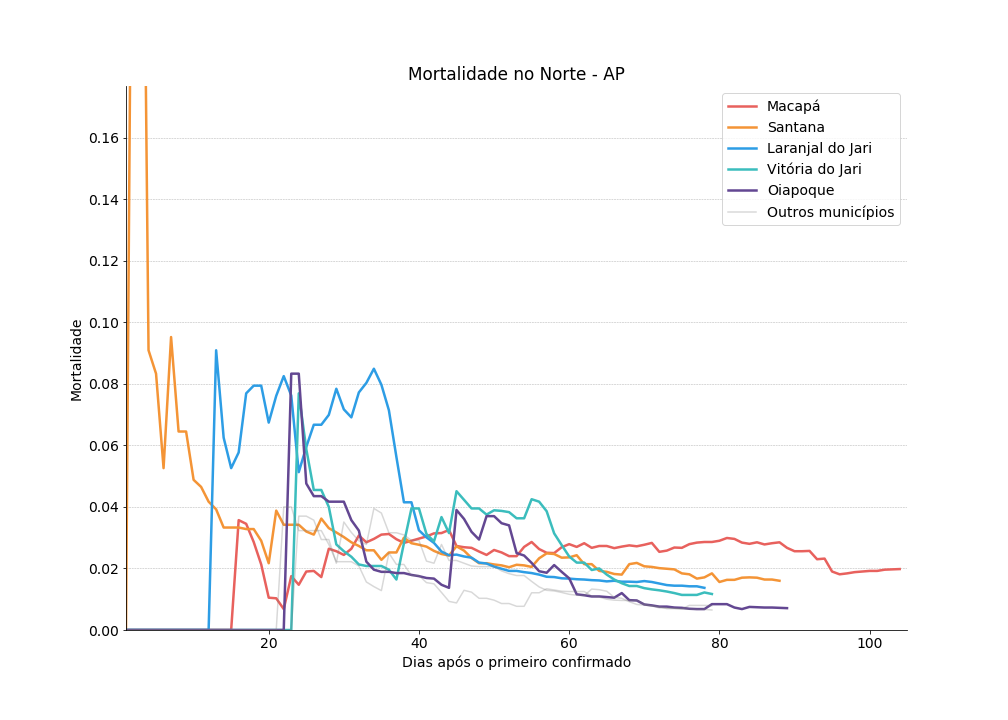 Mortalidade no Norte - AP
Macapá
Santana
Laranjal do Jari
Vitória do Jari
Oiapoque
Outros municípios
Mortalidade
0.16
0.14
0.12
0.10
0.08
0.06
0.04
0.02
0.00
20
40
60
80
100
Dias após o primeiro confirmado